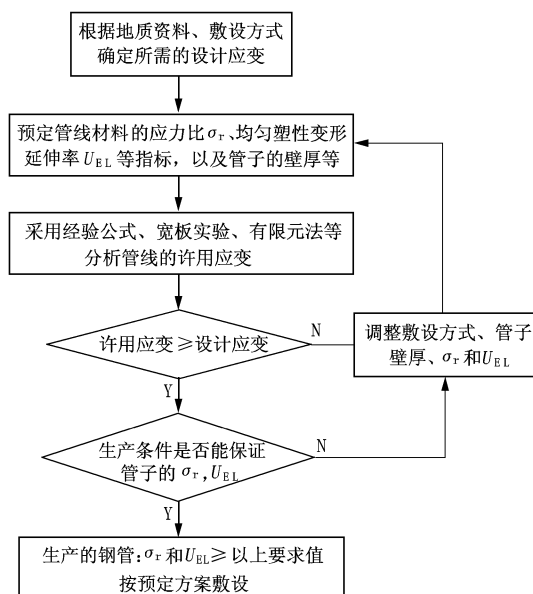 根据地质资料、敷设方式
确定所需的设计应变
预定管线材料的应力比σr、均匀塑性变形
延伸率UEL等指标，以及管子的壁厚等
采用经验公式、宽板实验、有限元法等
分析管线的许用应变
许用应变≥设计应变
N
调整敷设方式、管子
壁厚、σr和UEL
Y
生产条件是否能保证
管子的σr,UEL
N
Y
生产的钢管:σr和UEL≥以上要求值
按预定方案敷设